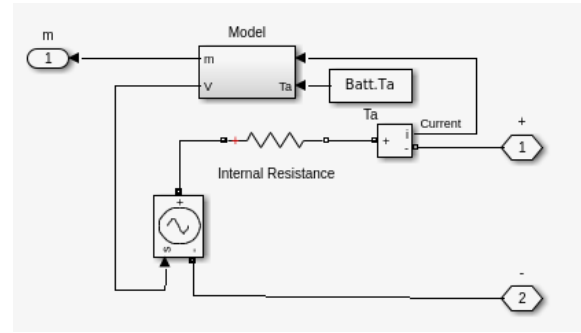 m
Model
1
m
V
Ta
Batt.Ta
Ta
Current
+
+
i
-
1
+
Internal Resistance
+
s
-
-
2